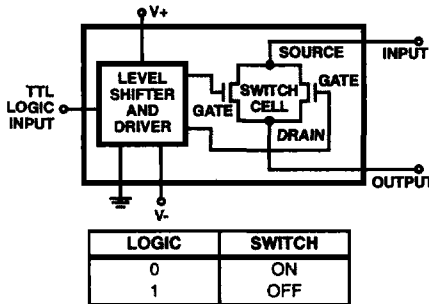 V+
SOURCE
INPUT
TTL
LOGIC
INPUT
LEVEL
SHIFTER
AND
DRIVER
GATE
SWITCH
CELL
GATE
DRAIN
OUTPUT
V-
LOGIC SWITCH
0 ON
1 OFF